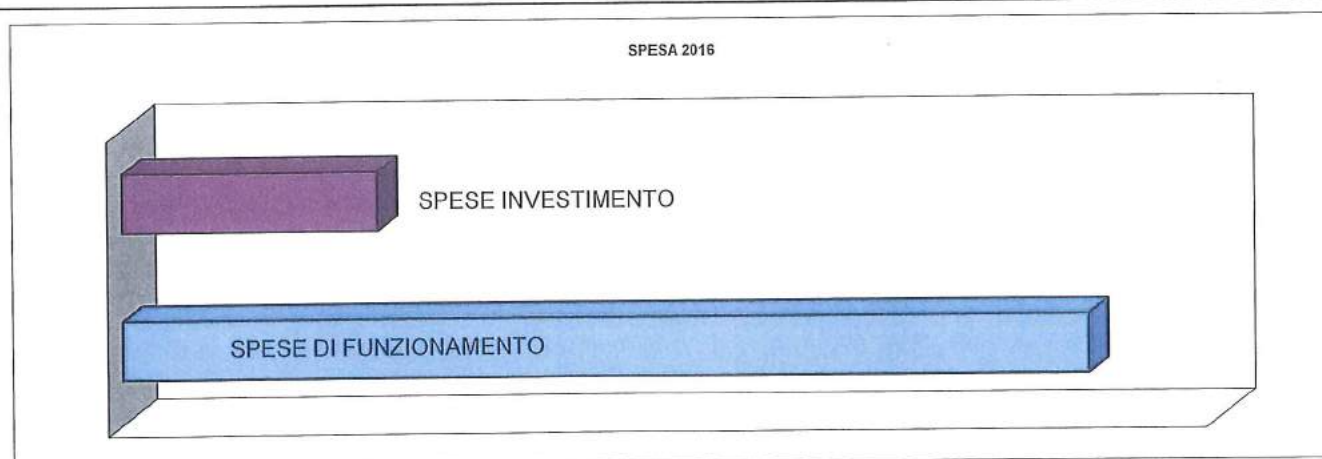 SPESA 2016
SPESE INVESTIMENTO
SPESE DI FUNZIONAMENTO